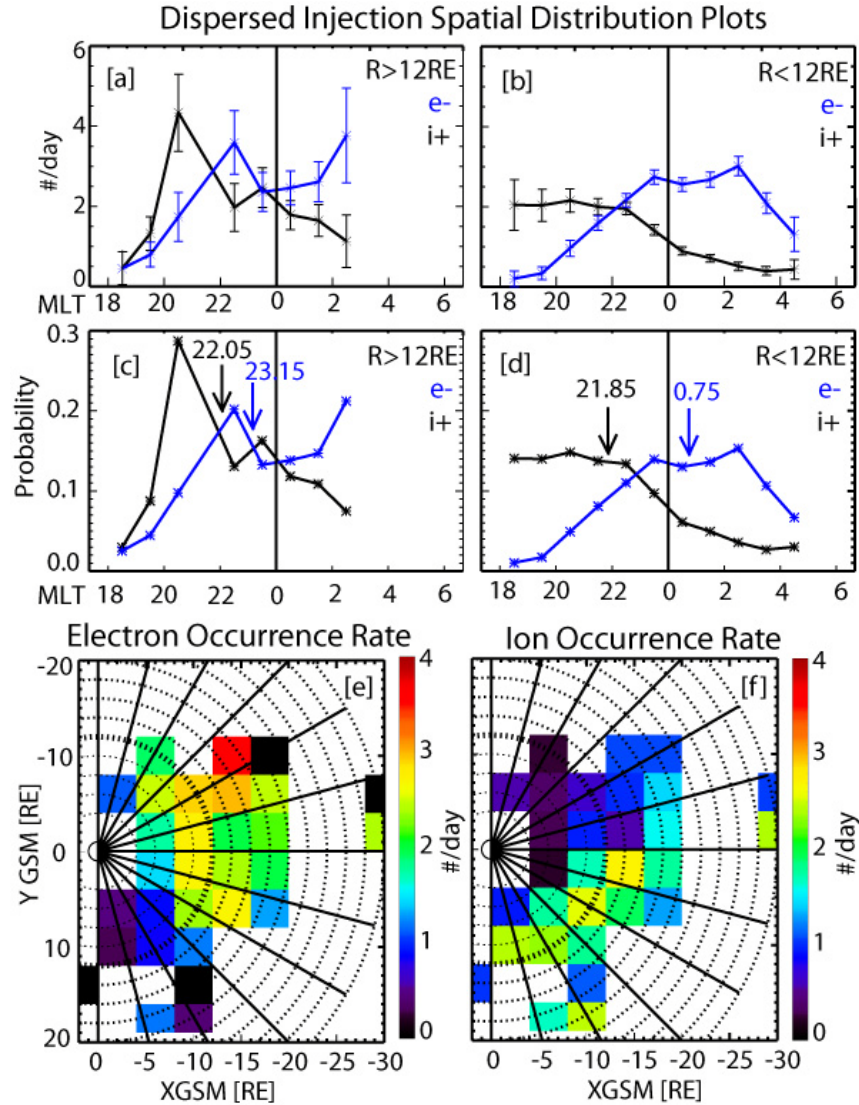 Dispersed Injection Spatial Distribution Plots
[a] R>12RE [b] R<12RE
e- e-
i+ i+
#/day
6
4
2
0
MLT 18 20 22 0 2 4 6 18 20 22 0 2 4 6
[c] 22.05 23.15 R>12RE [d] 21.85 0.75 R<12RE
e- e-
i+ i+
Probability
0.3
0.2
0.1
0.0
MLT 18 20 22 0 2 4 6 18 20 22 0 2 4 6
Electron Occurrence Rate Ion Occurrence Rate
[e] [f]
Y GSM [RE]
-20
-10
0
10
20
0 -5 -10 -15 -20 -25 -30
XGSM [RE]
4
3
2
1
0
#/day
0 -5 -10 -15 -20 -25 -30
XGSM [RE]
4
3
2
1
0
#/day